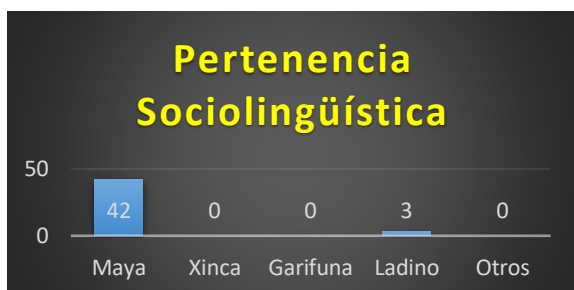 Pertenencia
Sociolingüística
50
42 0 0 3 0
0
Maya Xinca Garifuna Ladino Otros